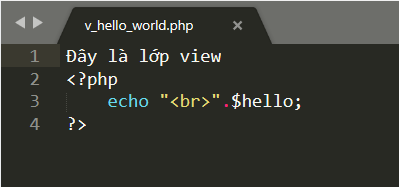 v_hello_world.php
1 Đây là lớp view
2 <?php
3 echo "<br>".$hello;
4 ?>